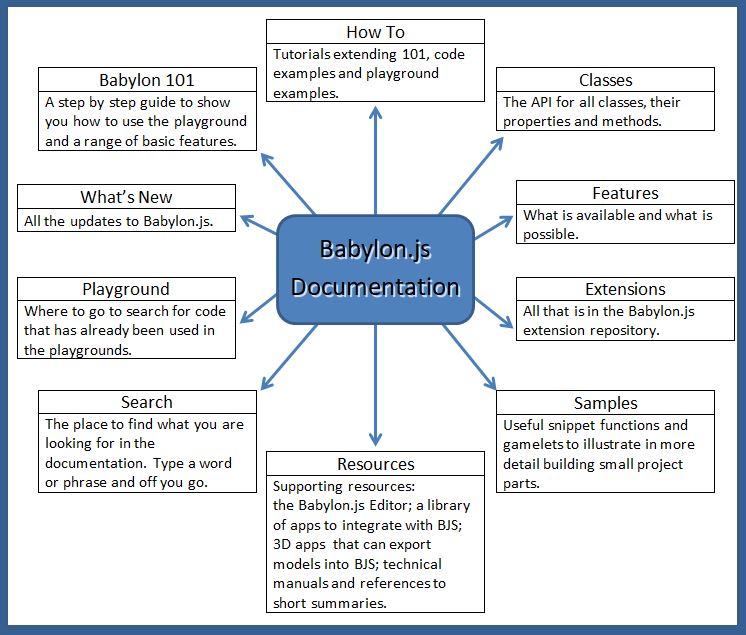 How To
Tutorials extending 101, code
examples and playground
examples.
Babylon 101
A step by step guide to show
you how to use the playground
and a range of basic features.
Classes
The API for all classes, their
properties and methods.
What's New
All the updates to Babylon.js.
Features
What is available and what is
possible.
Babylon.js
Documentation
Playground
Where to go to search for code
that has already been used in
the playgrounds.
Extensions
All that is in the Babylon.js
extension repository.
Search
The place to find what you are
looking for in the
documentation. Type a word
or phrase and off you go.
Samples
Useful snippet functions and
gamelets to illustrate in more
detail building small project
parts.
Resources
Supporting resources:
the Babylon.js Editor; a library
of apps to integrate with BJS;
3D apps that can export
models into BJS; technical
manuals and references to
short summaries.